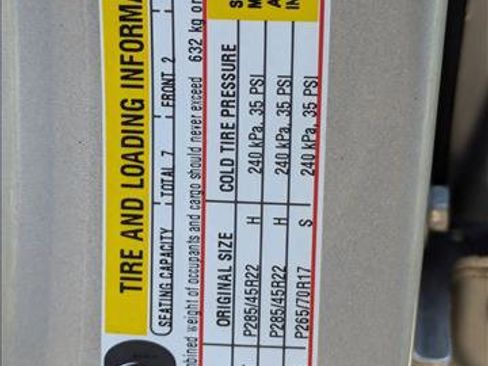 TIRE AND LOADING INFORMA
SEATING CAPACITY TOTAL 7 FRONT 2
weight of occupants and cargo should never exceed 632 kg or
ORIGINAL SIZE COLD TIRE PRESSURE
P285/45R22 H 240 kPa, 35 PSI
P285/45R22 H 240 kPa, 35 PSI
P265/70R17 S 240 kPa, 35 PSI